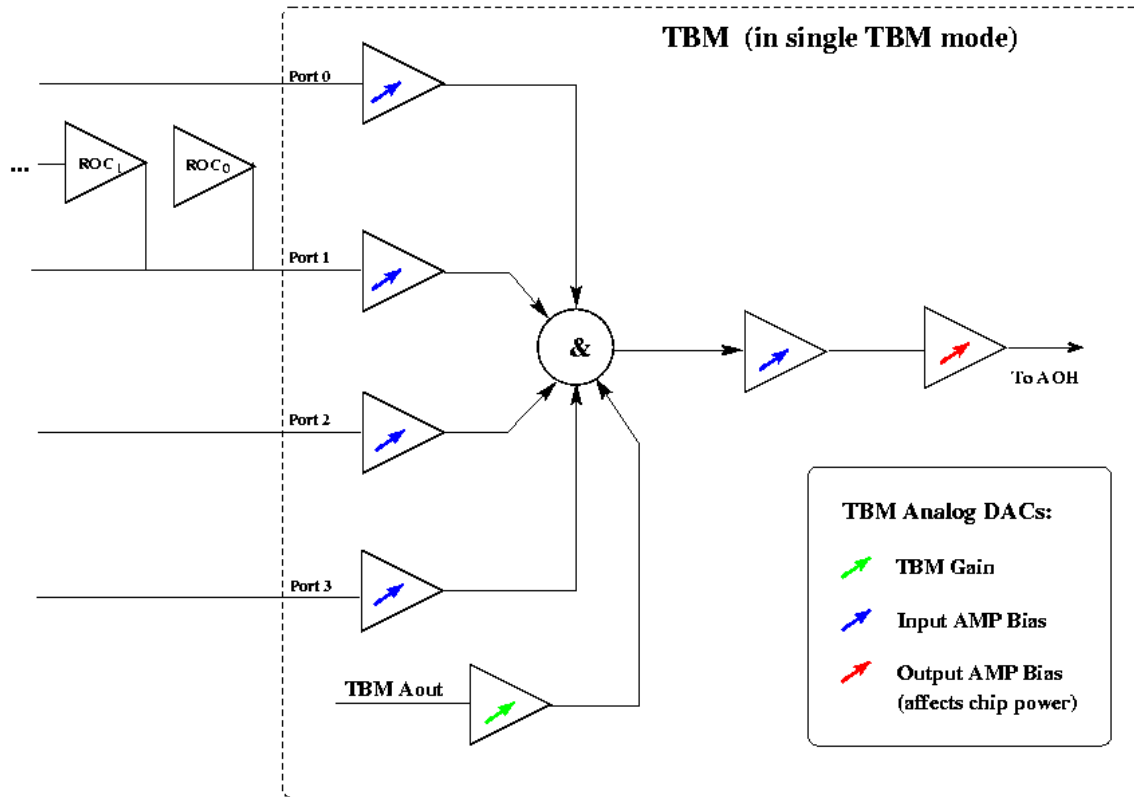 TBM (in single TBM mode)
Port 0
...
ROC1
ROC0
Port 1
&
To AOH
Port 2
Port 3
TBM Aout
TBM Analog DACs:
TBM Gain
Input AMP Bias
Output AMP Bias
(affects chip power)